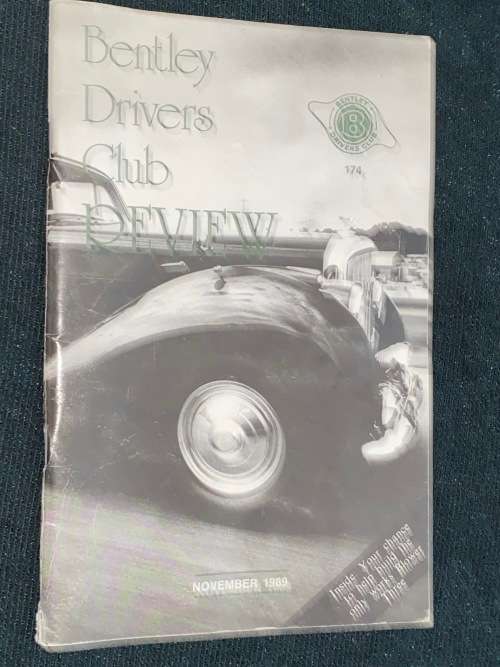 Bentley
Drivers
Club
REVIEW
BENTLEY
B
DRIVERS CLUB
174
NOVEMBER 1989
Inside Your chance
to help build the
only works Blower
Three